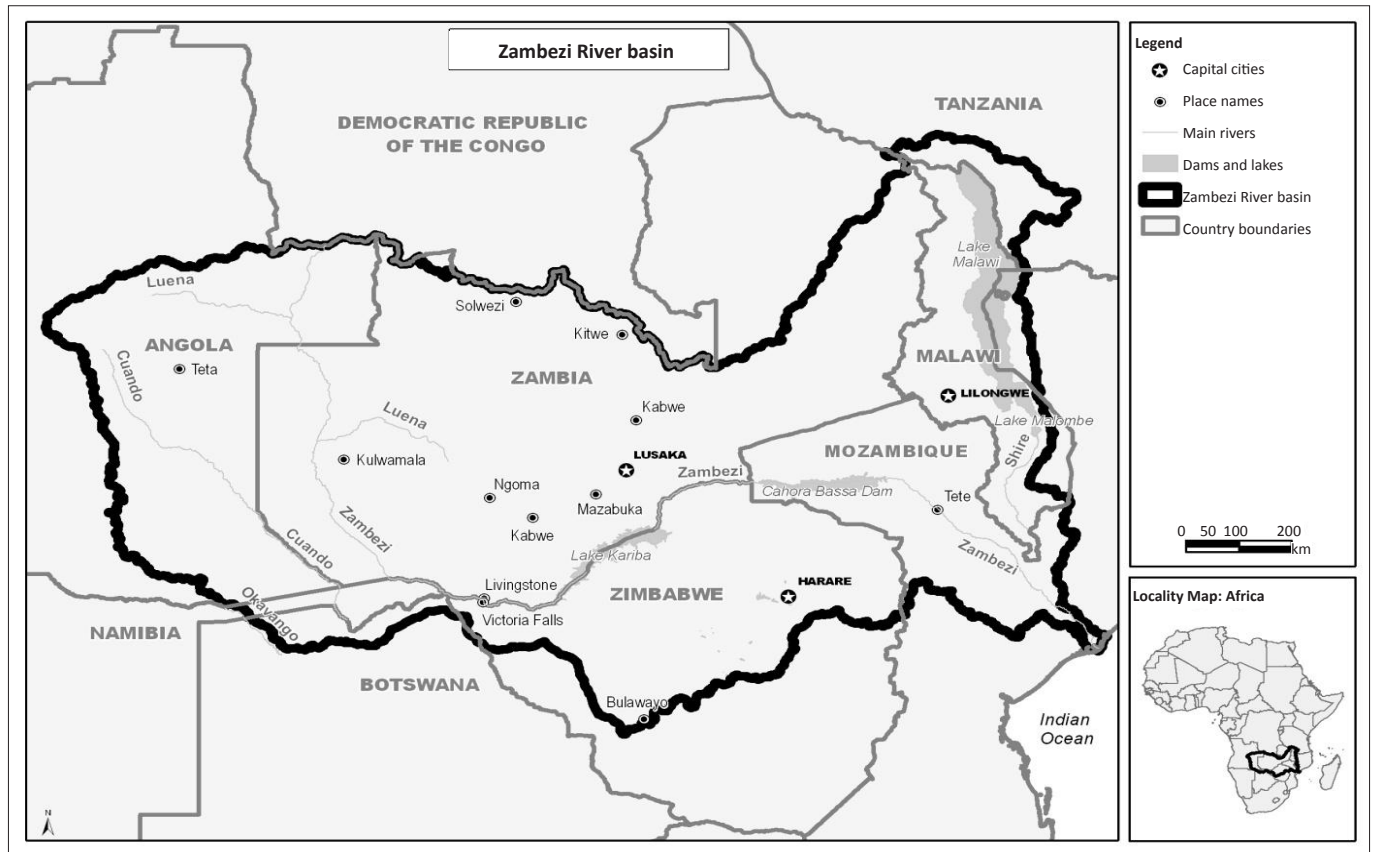 Zambezi River basin
TANZANIA
DEMOCRATIC REPUBLIC
OF THE CONGO
Lake
Malawi
Luena
Solwezi
Kitwe
ANGOLA
Cuando
Teta
ZAMBIA
MALAWI
LILONGWE
Kabwe
Luena
Lake Malombe
Shire
MOZAMBIQUE
LUSAKA
Kulwamala
Zambezi
Ngoma
Cahora Bassa Dam
Mazabuka
Tete
Kabwe
Zambezi
Cuando
Lake Kariba
Zambezi
Livingstone
HARARE
ZIMBABWE
Okavango
Victoria Falls
NAMIBIA
BOTSWANA
Bulawayo
Indian
Ocean
N
Legend
Capital cities
Place names
Main rivers
Dams and lakes
Zambezi River basin
Country boundaries
0 50 100 200
km
Locality Map: Africa